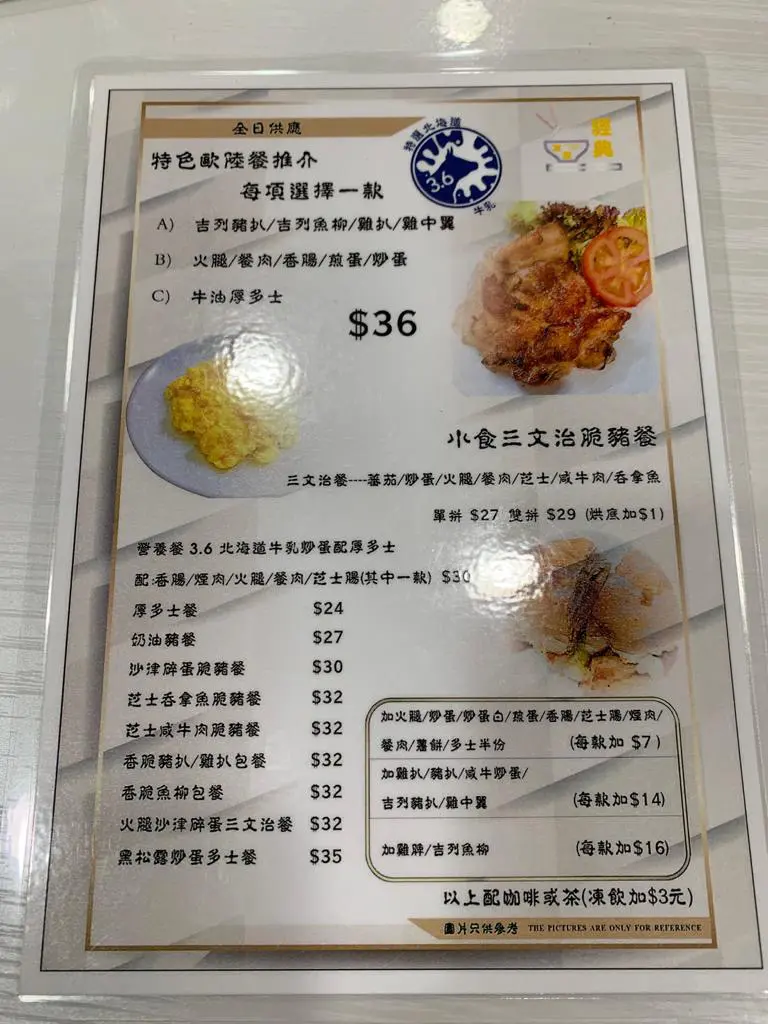 全日供應
特選北海道
3.6
牛乳
經典
特色歐陸餐推介
每項選擇一款
A) 吉列豬扒/吉列魚柳/雞扒/雞中翼
B) 火腿/餐肉/香腸/煎蛋/炒蛋
C) 牛油厚多士
$36
小食三文治脆豬餐
三文治餐----蕃茄/炒蛋/火腿/餐肉/芝士/咸牛肉/吞拿魚
單拼 $27 雙拼 $29 (烘底加$1)
營養餐 3.6 北海道牛乳炒蛋配厚多士
配:香腸/煙肉/火腿/餐肉/芝士腸(其中一款) $30
厚多士餐 $24
奶油豬餐 $27
沙律碎蛋脆豬餐 $30
芝士吞拿魚脆豬餐 $32
芝士咸牛肉脆豬餐 $32
香脆豬扒/雞扒包餐 $32
香脆魚柳包餐 $32
火腿沙律碎蛋三文治餐 $32
黑松露炒蛋多士餐 $35
加火腿/炒蛋/炒蛋白/煎蛋/香腸/芝士腸/煙肉/
餐肉/薯餅/多士半份 (每款加 $7 )
加雞扒/豬扒/咸牛炒蛋/
吉列豬扒/雞中翼 (每款加$14)
加雞髀/吉列魚柳 (每款加$16)
以上配咖啡或茶(凍飲加$3元)
圖片只供參考 THE PICTURES ARE ONLY FOR REFERENCE